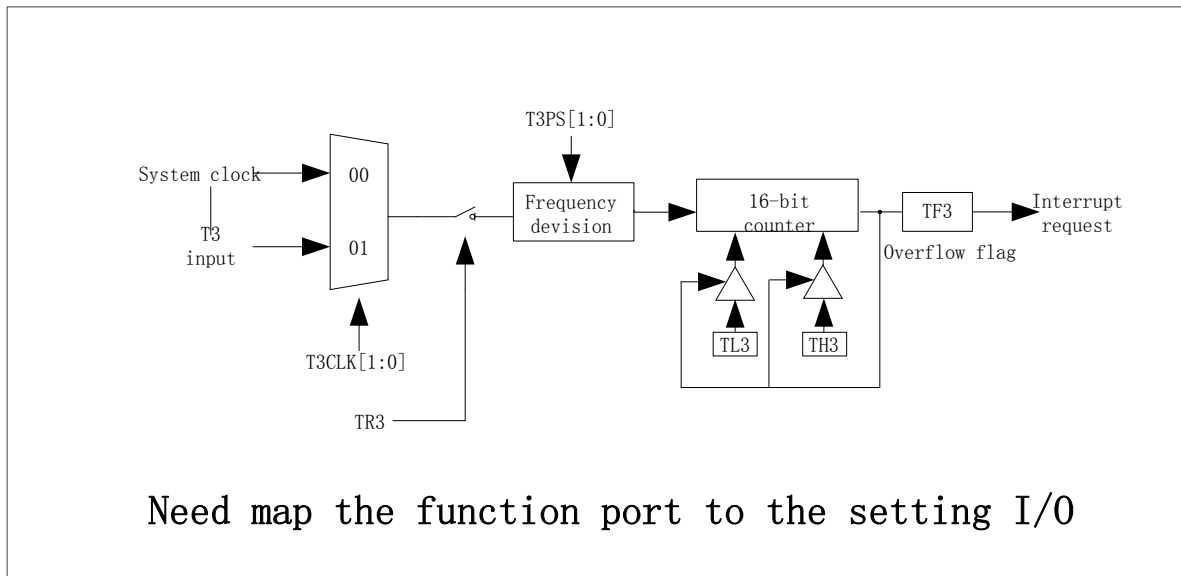 T3PS[1:0]
System clock
00
T3
input
01
Frequency
devision
16-bit
counter
TF3
Interrupt
request
Overflow flag
TL3
TH3
T3CLK[1:0]
TR3
Need map the function port to the setting I/O